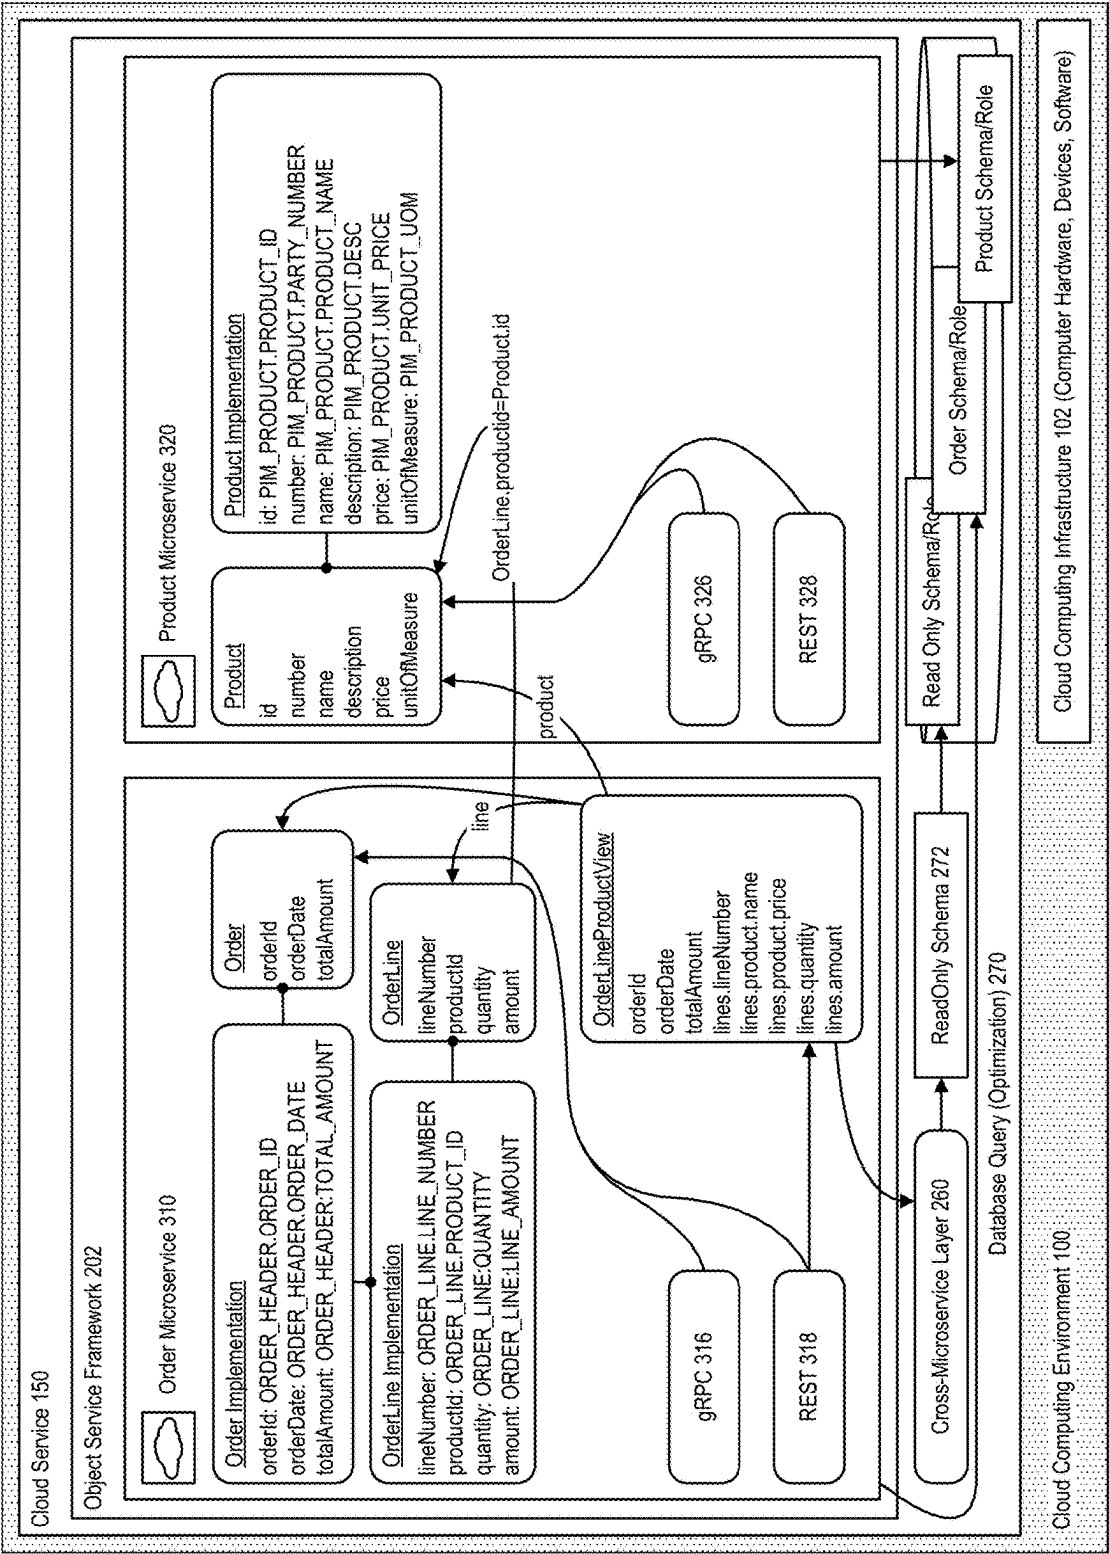 Cloud Service 150
Object Service Framework 202
Order Microservice 310
Order Implementation
orderId: ORDER_HEADER.ORDER_ID
orderDate: ORDER_HEADER.ORDER_DATE
totalAmount: ORDER_HEADER:TOTAL_AMOUNT
Order
orderId
orderDate
totalAmount
OrderLine Implementation
lineNumber: ORDER_LINE.LINE_NUMBER
productId: ORDER_LINE.PRODUCT_ID
quantity: ORDER_LINE:QUANTITY
amount: ORDER_LINE:LINE_AMOUNT
OrderLine
lineNumber
productId
quantity
amount
line
product
OrderLine.productId=Product.id
gRPC 316
REST 318
OrderLineProductView
orderId
orderDate
totalAmount
lines.lineNumber
lines.product.name
lines.product.price
lines.quantity
lines.amount
Product Microservice 320
Product
id
number
name
description
price
unitOfMeasure
Product Implementation
id: PIM_PRODUCT.PRODUCT_ID
number: PIM_PRODUCT.PARTY_NUMBER
name: PIM_PRODUCT.PRODUCT_NAME
description: PIM_PRODUCT.DESC
price: PIM_PRODUCT.UNIT_PRICE
unitOfMeasure: PIM_PRODUCT_UOM
gRPC 326
REST 328
Cross-Microservice Layer 260
ReadOnly Schema 272
Read Only Schema/Role
Order Schema/Role
Product Schema/Role
Database Query (Optimization) 270
Cloud Computing Environment 100
Cloud Computing Infrastructure 102 (Computer Hardware, Devices, Software)